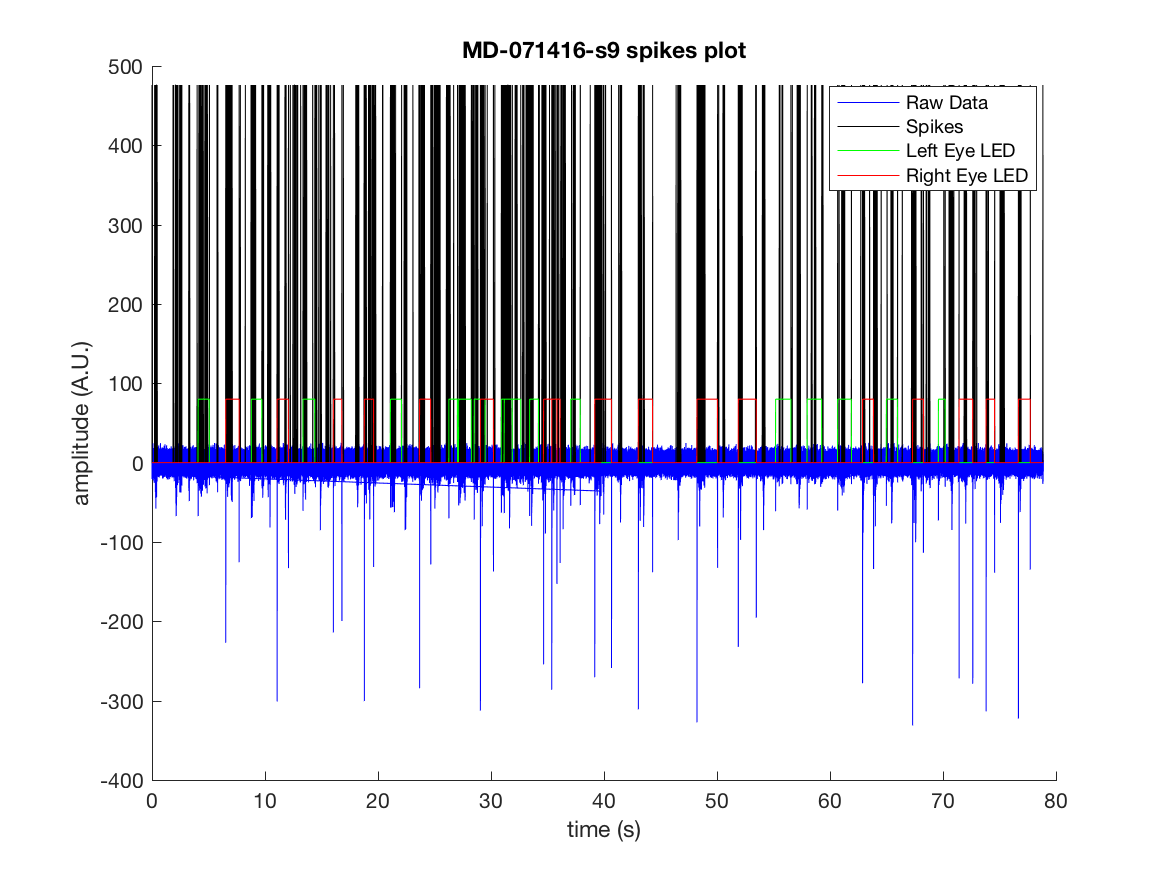 MD-071416-s9 spikes plot
500
400
300
200
100
0
-100
-200
-300
-400
amplitude (A.U.)
Raw Data
Spikes
Left Eye LED
Right Eye LED
0 10 20 30 40 50 60 70 80
time (s)